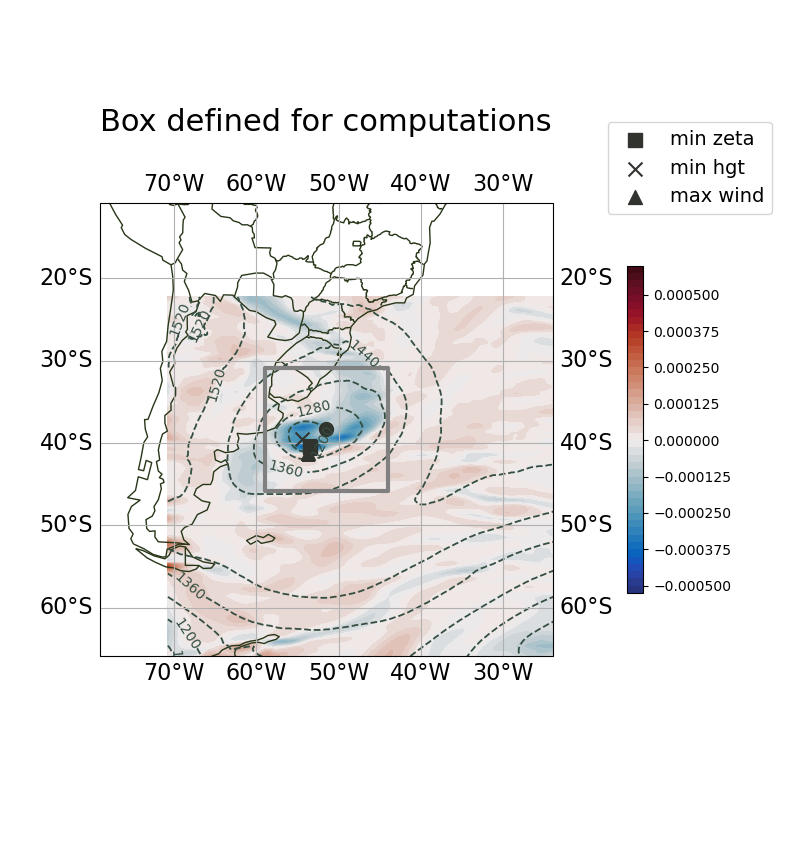 Box defined for computations
min zeta
min hgt
max wind
70°W 60°W 50°W 40°W 30°W
20°S 20°S
30°S 30°S
40°S 40°S
50°S 50°S
60°S 60°S
70°W 60°W 50°W 40°W 30°W
1520
1520
1520
1440
1280
1360
1360
1200
0.000500
0.000375
0.000250
0.000125
0.000000
−0.000125
−0.000250
−0.000375
−0.000500